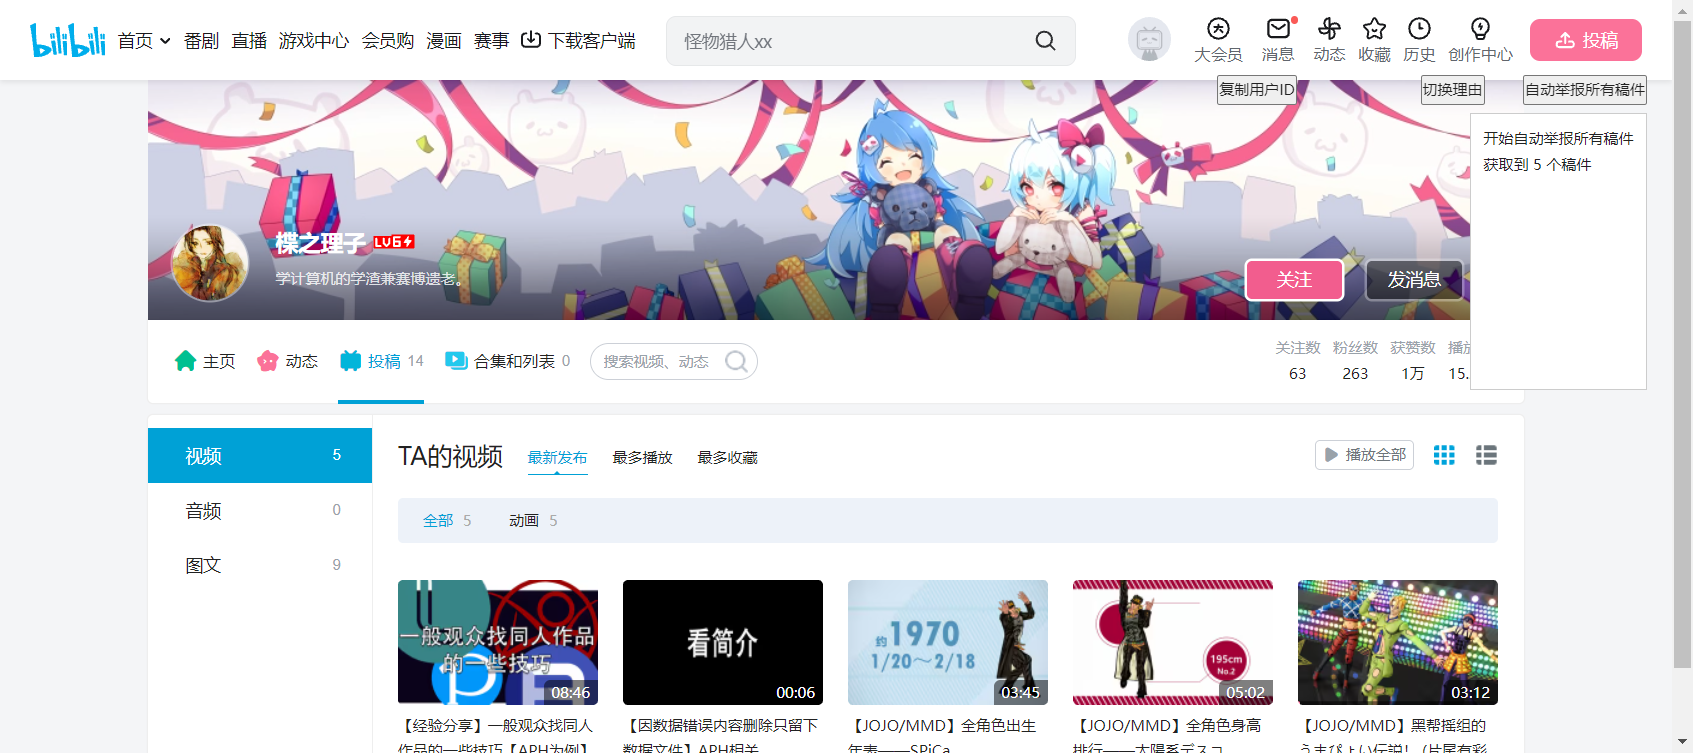 bilibili 首页 番剧 直播 游戏中心 会员购 漫画 赛事 下载客户端 怪物猎人xx 大会员 消息 动态 收藏 历史 创作中心 投稿
复制用户ID 切换理由 自动举报所有稿件
开始自动举报所有稿件
获取到 5 个稿件
楪之理子 LV6
学计算机的学渣兼赛博遗老。
关注 发消息
主页 动态 投稿 14 合集和列表 0 搜索视频、动态
关注数 粉丝数 获赞数 播放
63 263 1万 15.
视频 5
音频 0
图文 9
TA的视频 最新发布 最多播放 最多收藏 播放全部
全部 5 动画 5
一般观众找同人作品
的一些技巧
08:46
看简介
00:06
约1970
1/20～2/18
03:45
195cm
No.2
05:02
03:12
【经验分享】一般观众找同人
作品的一些技巧【APH为例】
【因数据错误内容删除只留下
数据文件】APH相关
【JOJO/MMD】全角色出生
年表——SPiCa
【JOJO/MMD】全角色身高
排行——太陽系デスコ
【JOJO/MMD】黑帮摇组的
うまぴょい伝説！（片尾有彩